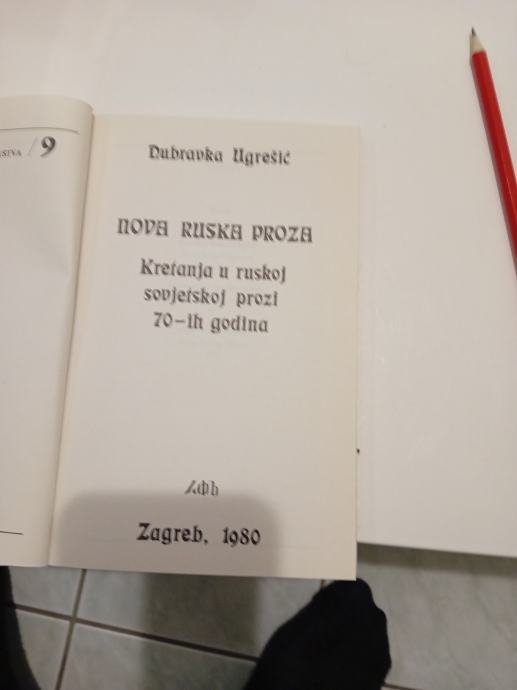 /9
Dubravka Ugrešić
NOVA RUSKA PROZA
Kretanja u ruskoj
sovjetskoj prozi
70-ih godina
Zagreb, 1980